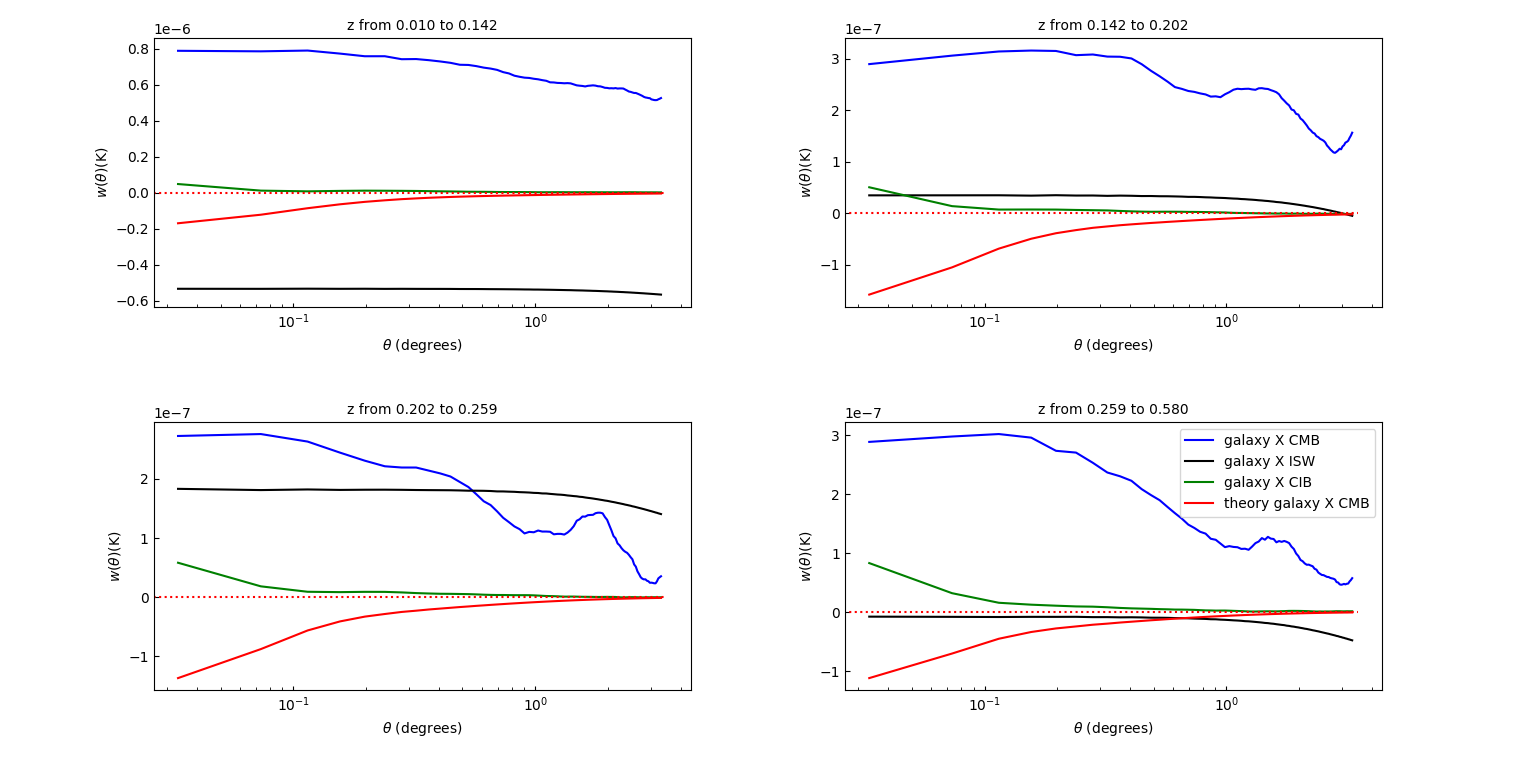 z from 0.010 to 0.142
1e−6
0.8
0.6
0.4
0.2
0.0
−0.2
−0.4
−0.6
w(θ)(K)
10⁻¹
10⁰
θ (degrees)
z from 0.142 to 0.202
1e−7
3
2
1
0
−1
w(θ)(K)
10⁻¹
10⁰
θ (degrees)
z from 0.202 to 0.259
1e−7
2
1
0
−1
w(θ)(K)
10⁻¹
10⁰
θ (degrees)
z from 0.259 to 0.580
1e−7
3
2
1
0
−1
w(θ)(K)
galaxy X CMB
galaxy X ISW
galaxy X CIB
theory galaxy X CMB
10⁻¹
10⁰
θ (degrees)